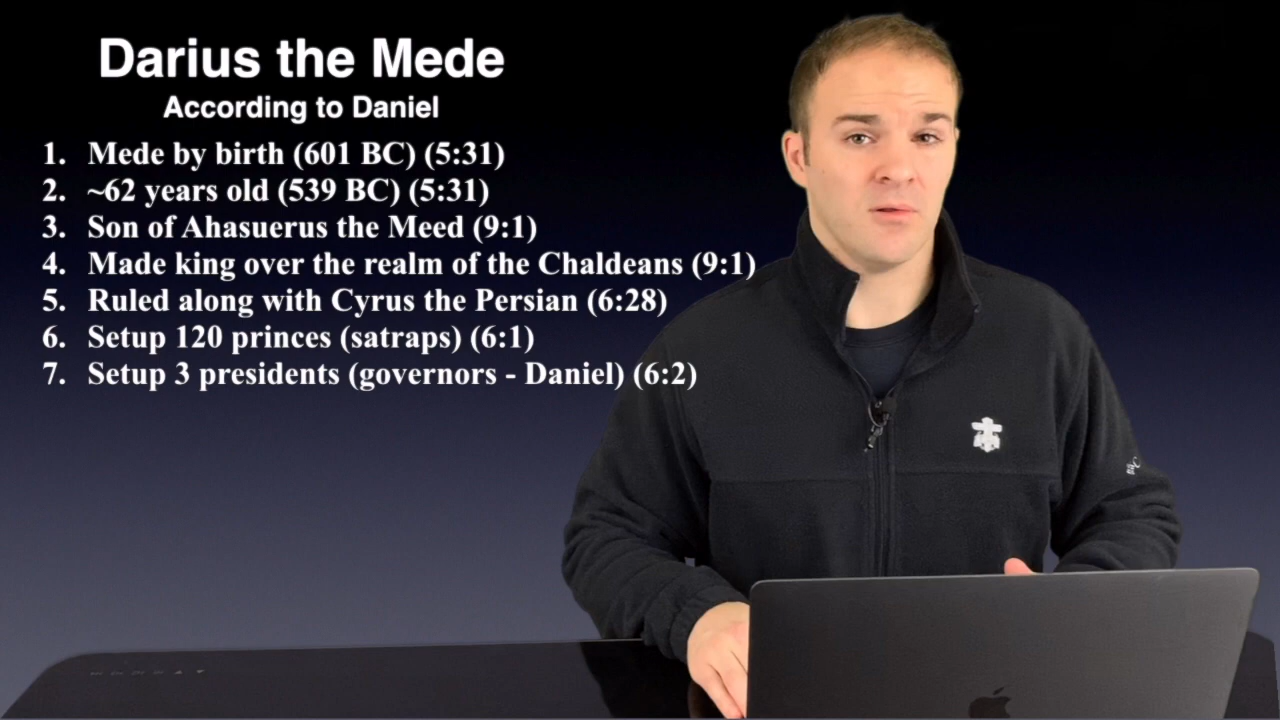 Darius the Mede
According to Daniel
1. Mede by birth (601 BC) (5:31)
2. ~62 years old (539 BC) (5:31)
3. Son of Ahasuerus the Meed (9:1)
4. Made king over the realm of the Chaldeans (9:1)
5. Ruled along with Cyrus the Persian (6:28)
6. Setup 120 princes (satraps) (6:1)
7. Setup 3 presidents (governors - Daniel) (6:2)